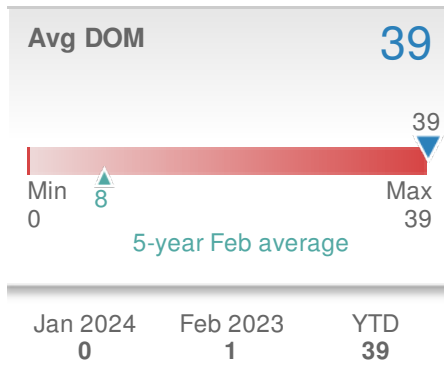 Avg DOM 39
39
Min Max
8
0 39
5-year Feb average
Jan 2024 Feb 2023 YTD
0 1 39